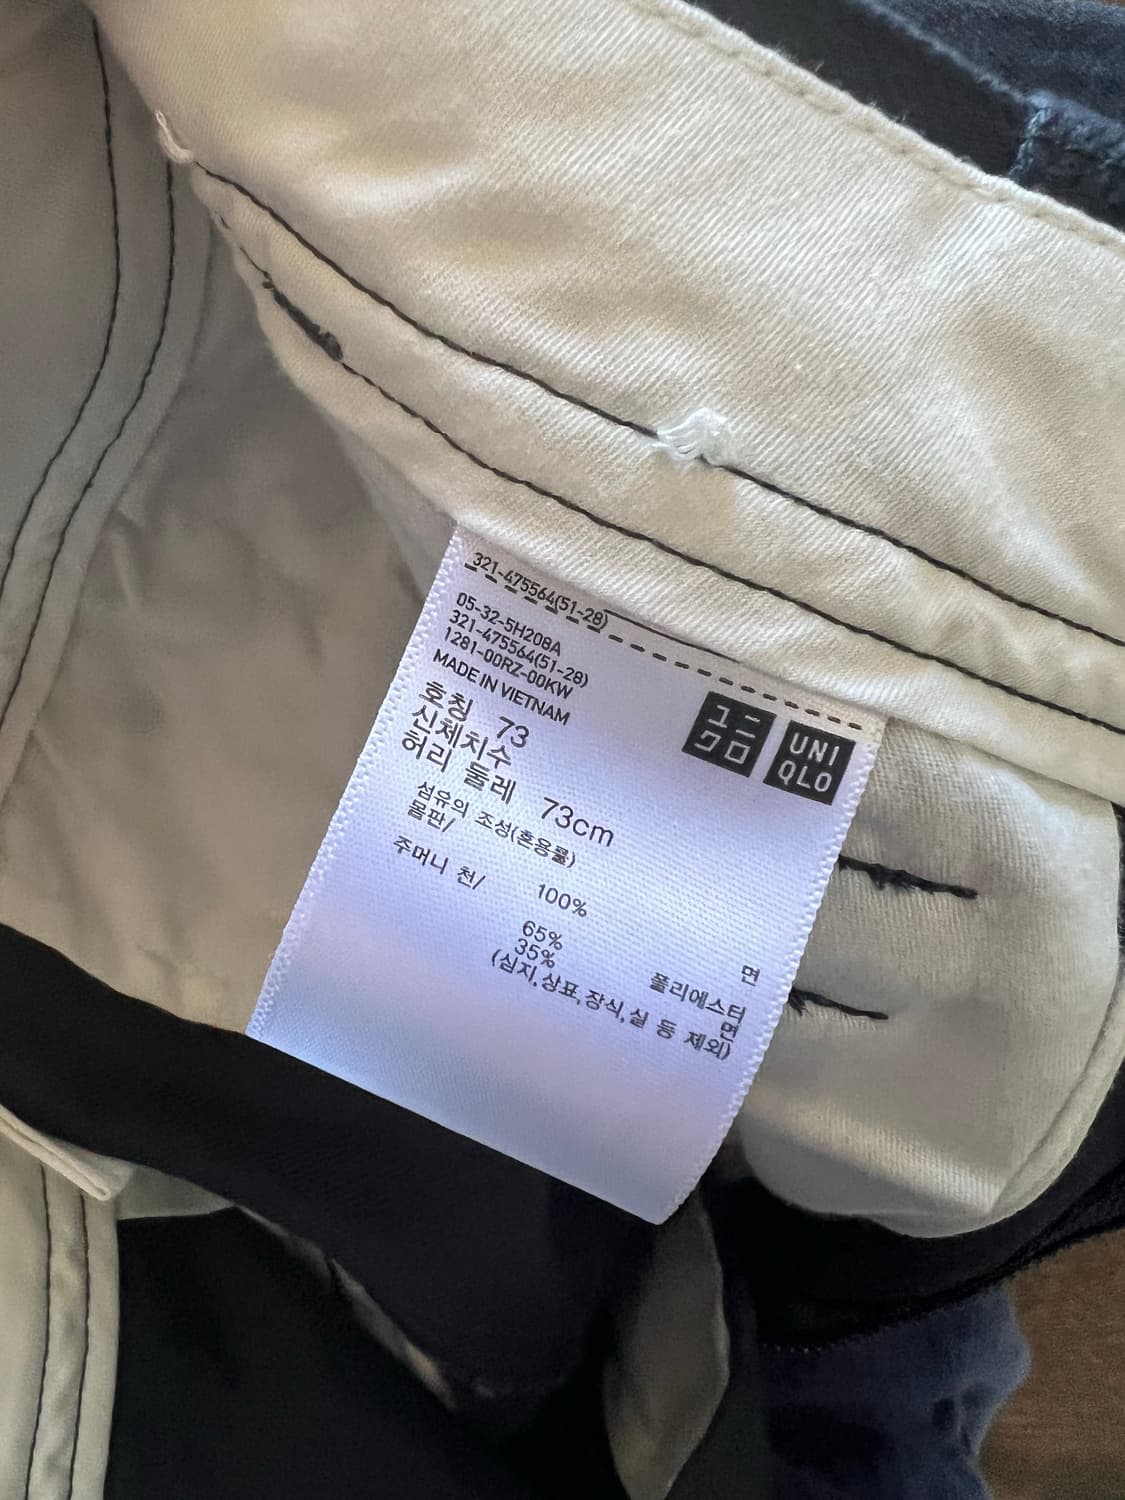 321-475564(51-28)
05-32-5H208A
321-475564(51-28)
1281-00RZ-00KW
MADE IN VIETNAM
ユニ
クロ
UNI
QLO
호칭 73
신체치수
허리 둘레 73cm
섬유의 조성(혼용률)
몸판/
100% 면
주머니 천/
65% 폴리에스터
35% 면
(심지,상표,장식,실 등 제외)